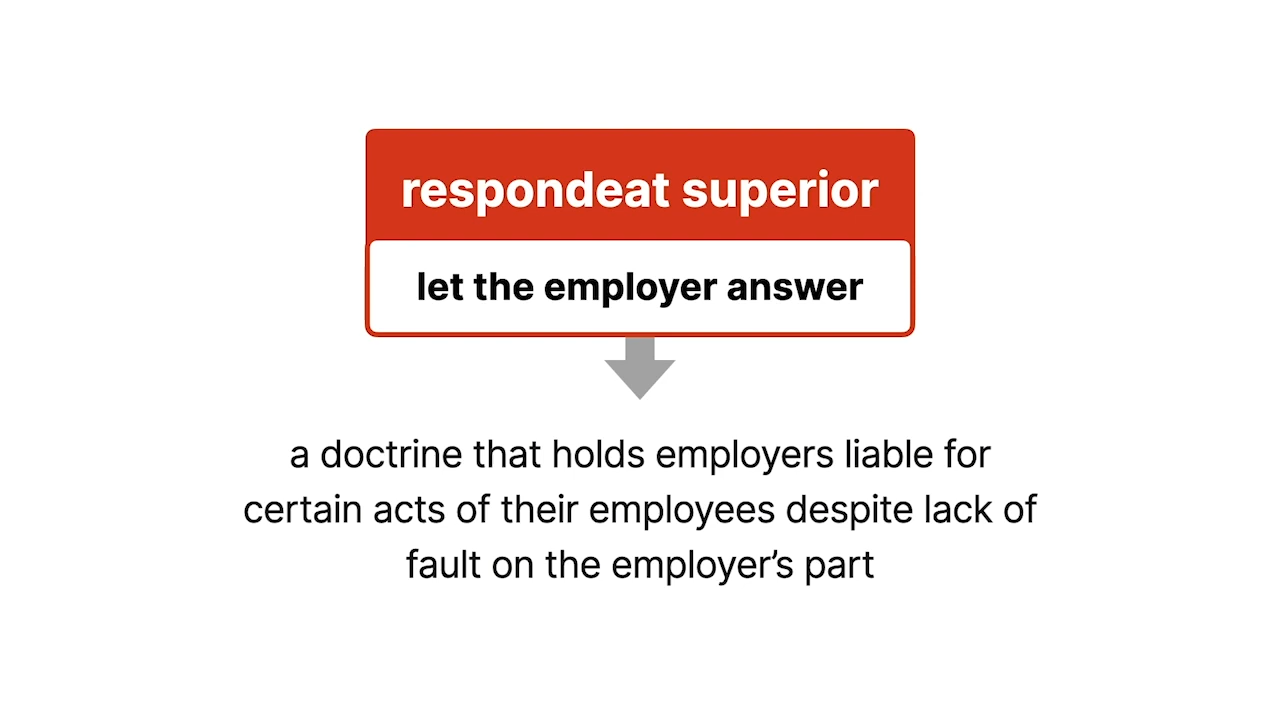 respondeat superior
let the employer answer
a doctrine that holds employers liable for
certain acts of their employees despite lack of
fault on the employer’s part